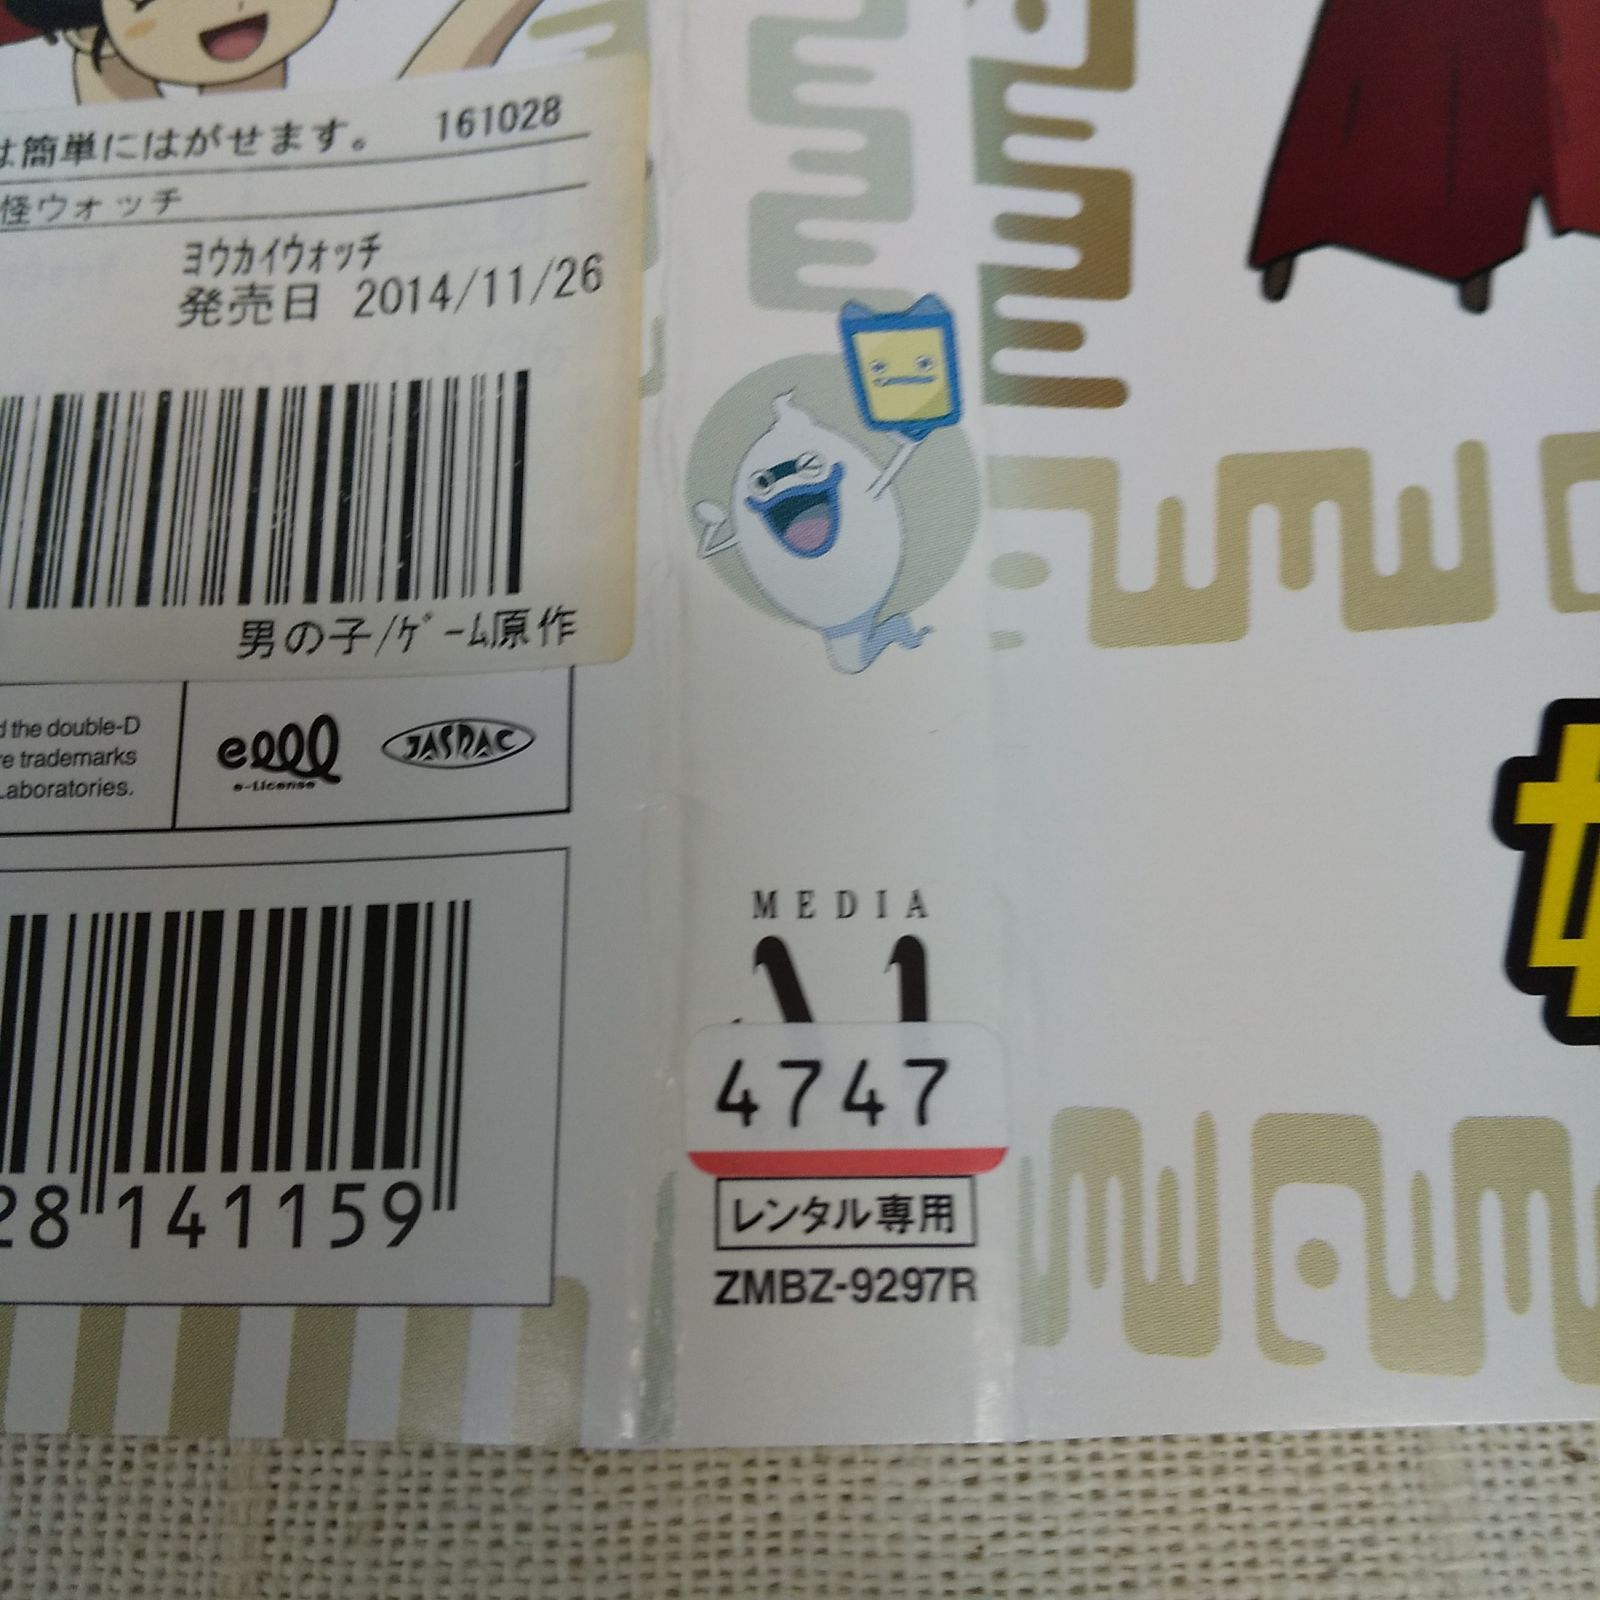 は簡単にはがせます。 161028
怪ウォッチ
ﾖｳｶｲｳｫｯﾁ
発売日 2014/11/26
男の子/ｹﾞｰﾑ原作
the double-D
trademarks
Laboratories.
e-License
JASRAC
28 141159
MEDIA
4747
レンタル専用
ZMBZ-9297R